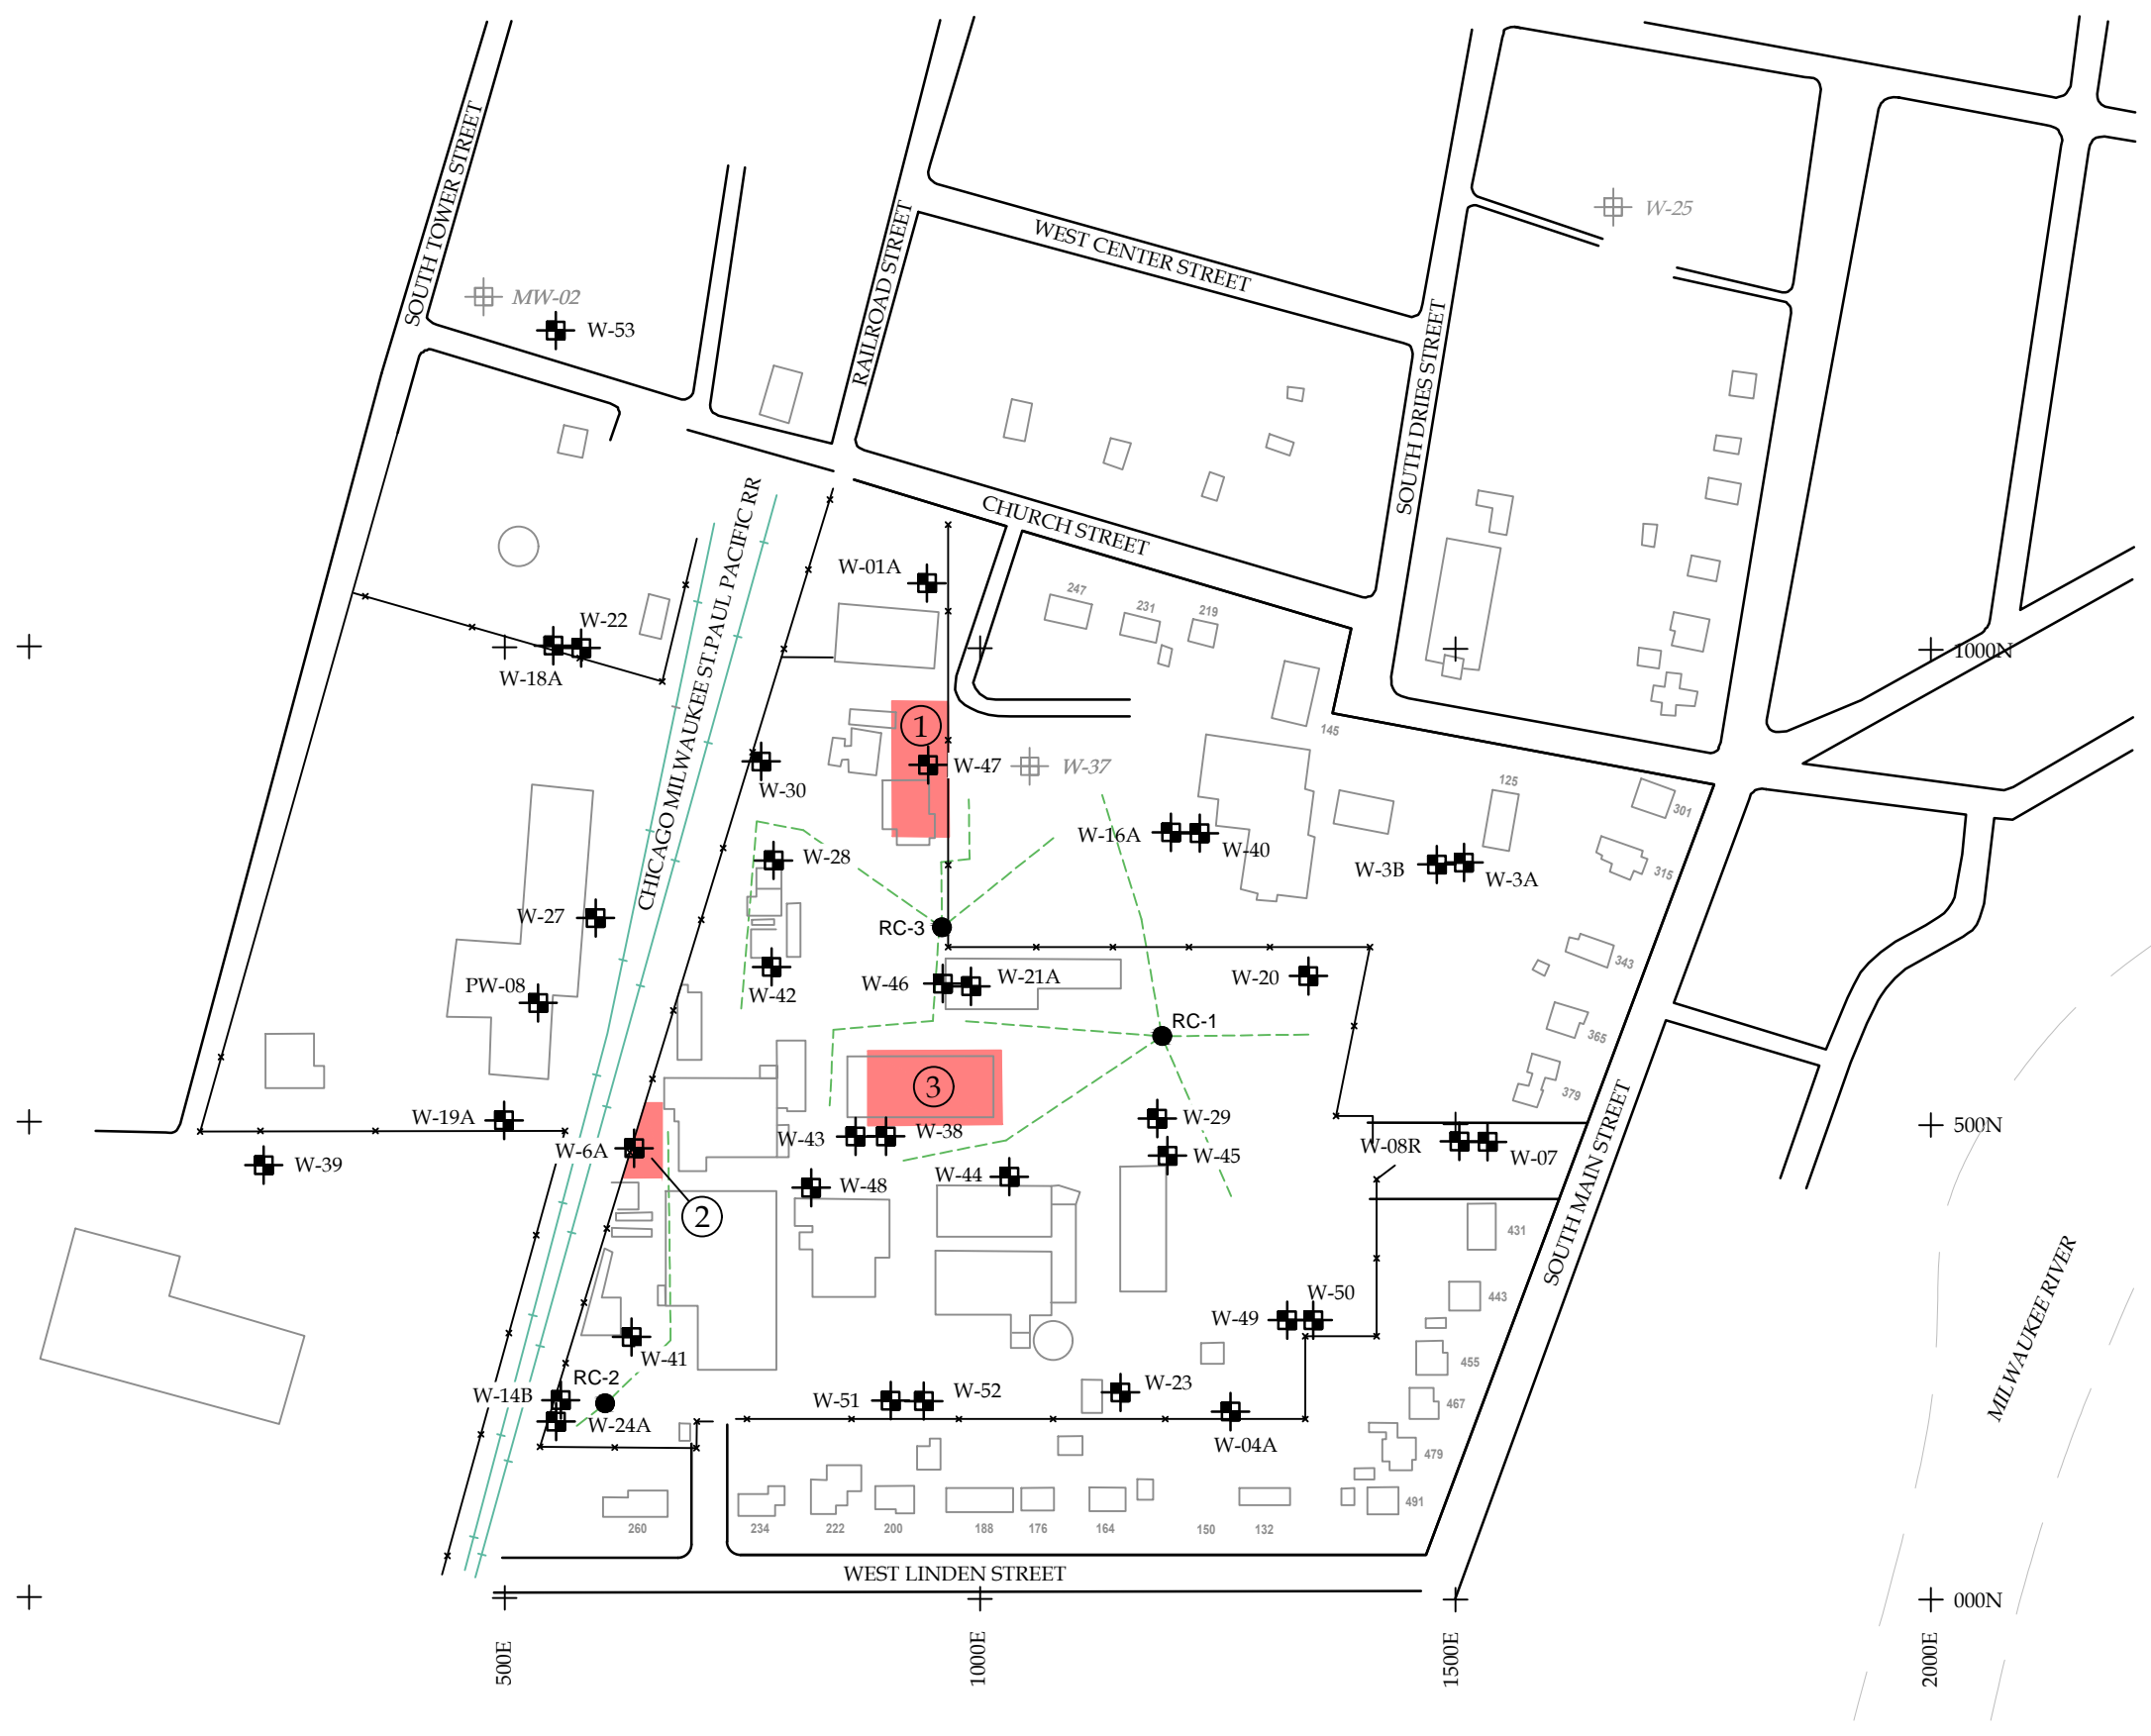 SOUTH TOWER STREET
RAILROAD STREET
WEST CENTER STREET
W-25
MW-02
W-53
SOUTH DRIES STREET
CHICAGO MILWAUKEE ST.PAUL PACIFIC RR
CHURCH STREET
W-01A
247
231
219
W-22
W-18A
1000N
145
1
W-47
W-37
W-30
125
301
W-16A
W-40
W-28
W-3B
W-3A
315
W-27
RC-3
343
W-46
W-21A
W-20
PW-08
W-42
RC-1
365
3
379
W-19A
W-29
500N
W-6A
W-43
W-38
W-08R
W-07
W-39
W-45
W-44
W-48
2
SOUTH MAIN STREET
431
MILWAUKEE RIVER
W-50
443
W-49
W-41
455
RC-2
W-14B
W-51
W-52
W-23
467
W-24A
W-04A
479
491
260
234
222
200
188
176
164
150
132
WEST LINDEN STREET
000N
500E
1000E
1500E
2000E